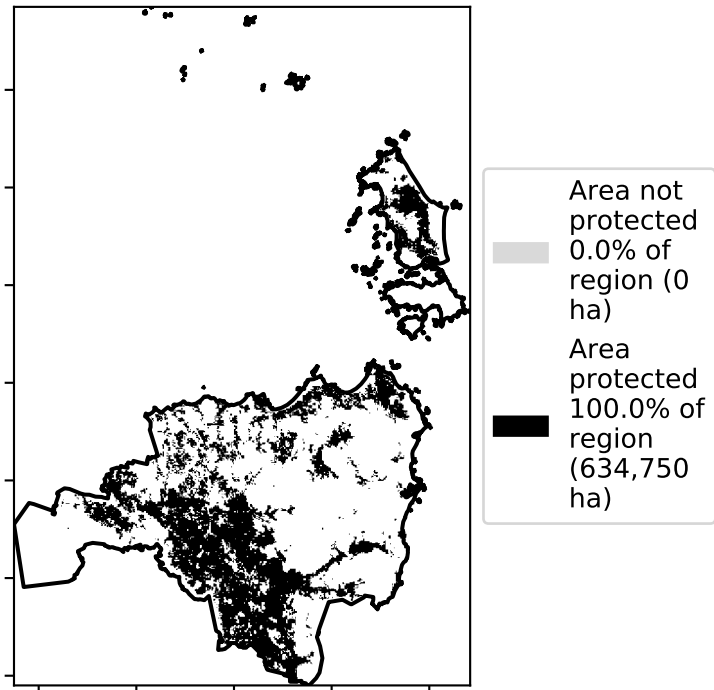 Area not
protected
0.0% of
region (0
ha)
Area
protected
100.0% of
region
(634,750
ha)